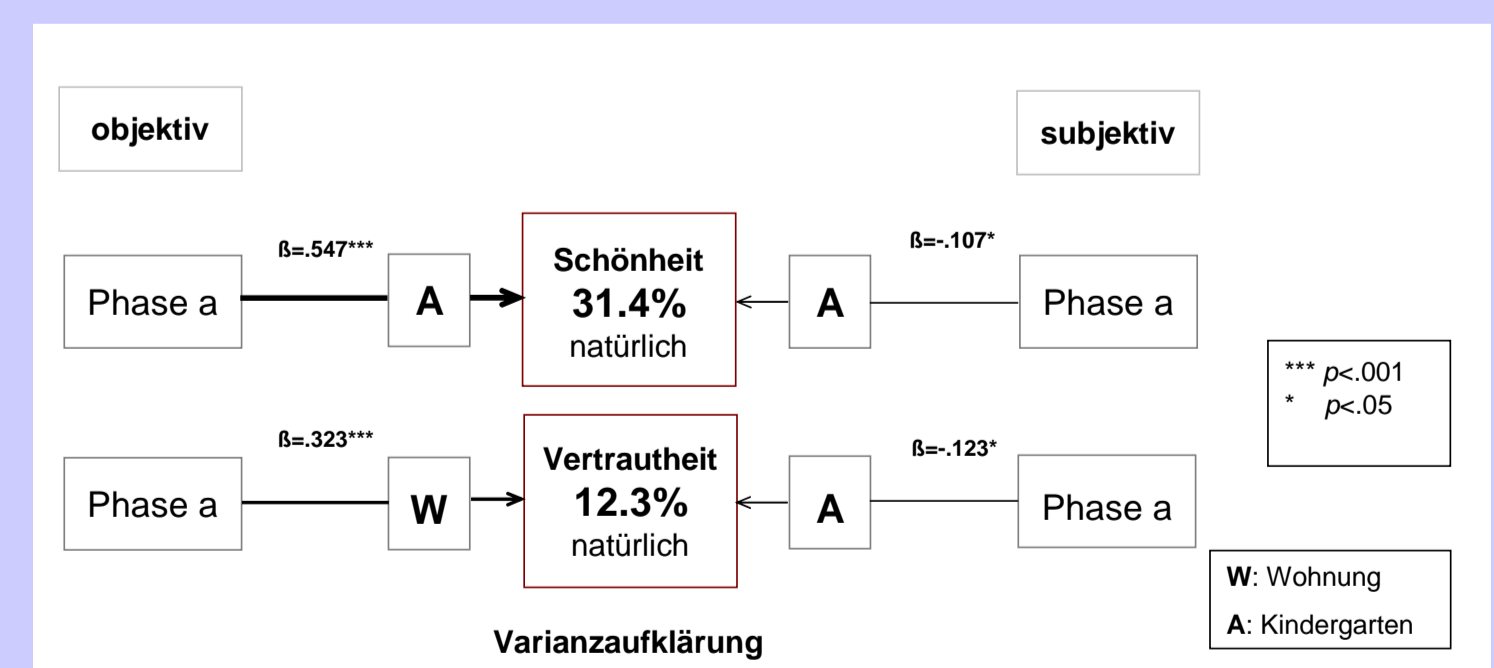 objektiv
subjektiv
ß=.547***
ß=-.107*
Phase a
A
Schönheit
31.4%
natürlich
A
Phase a
*** p<.001
* p<.05
ß=.323***
ß=-.123*
Phase a
W
Vertrautheit
12.3%
natürlich
A
Phase a
W: Wohnung
A: Kindergarten
Varianzaufklärung